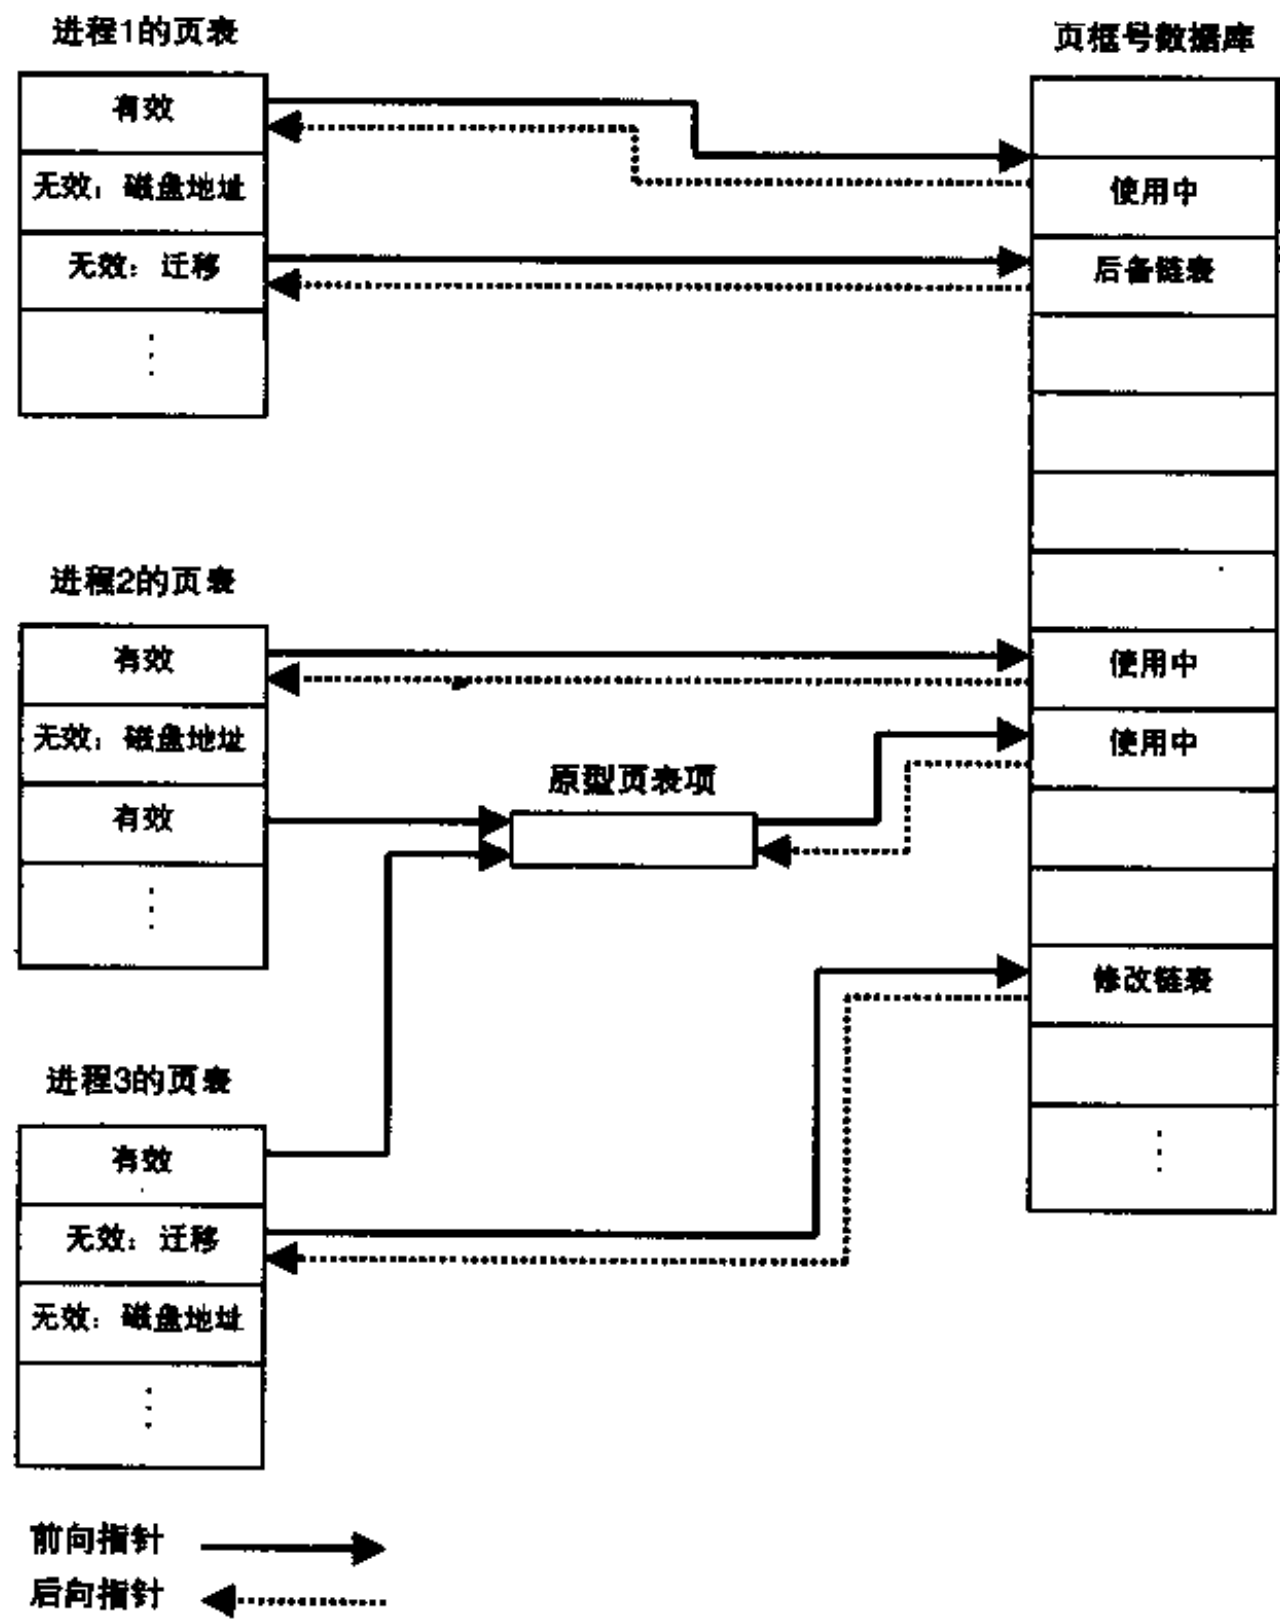 进程1的页表
页框号数据库
有效
无效：磁盘地址
使用中
无效：迁移
后备链表
⋮
进程2的页表
有效
使用中
无效：磁盘地址
使用中
原型页表项
有效
⋮
修改链表
进程3的页表
有效
⋮
无效：迁移
无效：磁盘地址
⋮
前向指针
后向指针